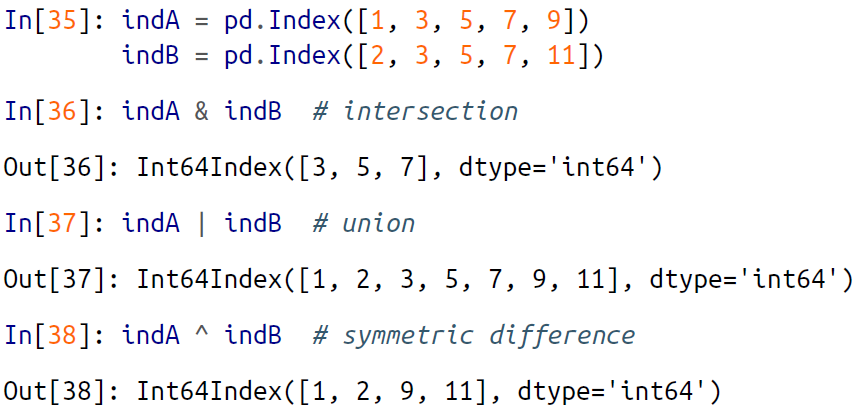 In[35]: indA = pd.Index([1, 3, 5, 7, 9])
indB = pd.Index([2, 3, 5, 7, 11])
In[36]: indA & indB # intersection
Out[36]: Int64Index([3, 5, 7], dtype='int64')
In[37]: indA | indB # union
Out[37]: Int64Index([1, 2, 3, 5, 7, 9, 11], dtype='int64')
In[38]: indA ^ indB # symmetric difference
Out[38]: Int64Index([1, 2, 9, 11], dtype='int64')